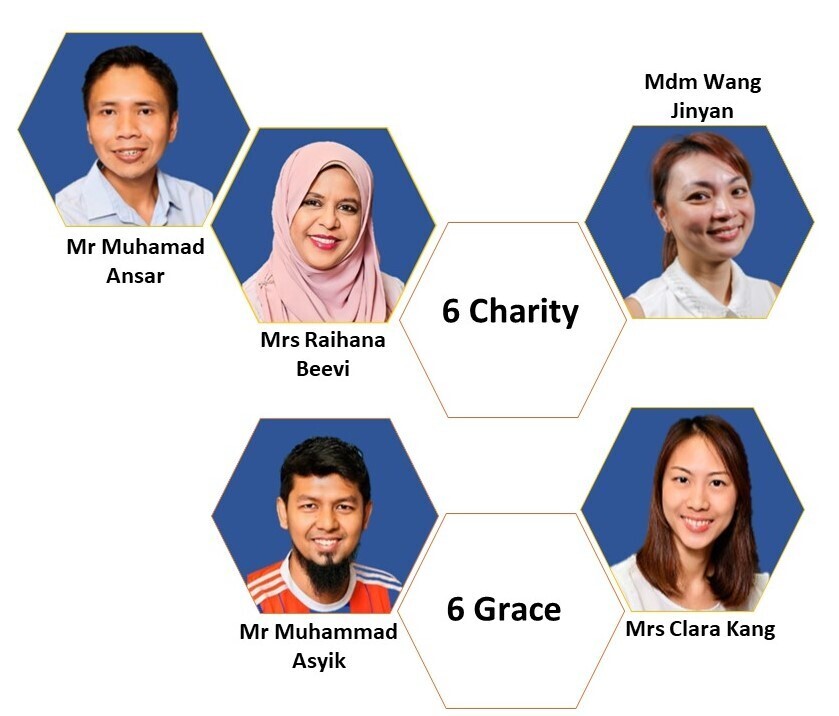 Mdm Wang
Jinyan
Mr Muhamad
Ansar
6 Charity
Mrs Raihana
Beevi
6 Grace
Mr Muhammad
Asyik
Mrs Clara Kang